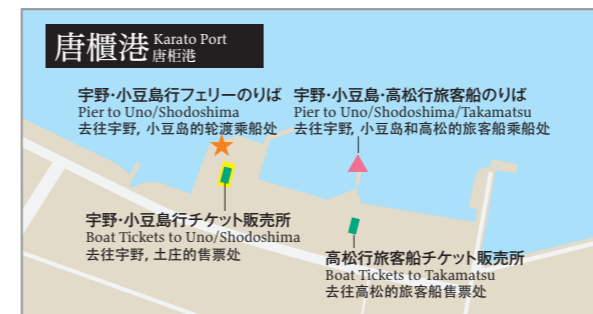 唐櫃港
Karato Port
唐柜港
宇野・小豆島行フェリーのりば
Pier to Uno/Shodoshima
去往宇野, 小豆岛的轮渡乘船处
宇野・小豆島・高松行旅客船のりば
Pier to Uno/Shodoshima/Takamatsu
去往宇野, 小豆岛和高松的旅客船乘船处
宇野・小豆島行チケット販売所
Boat Tickets to Uno/Shodoshima
去往宇野, 土庄的售票处
高松行旅客船チケット販売所
Boat Tickets to Takamatsu
去往高松的旅客船售票处